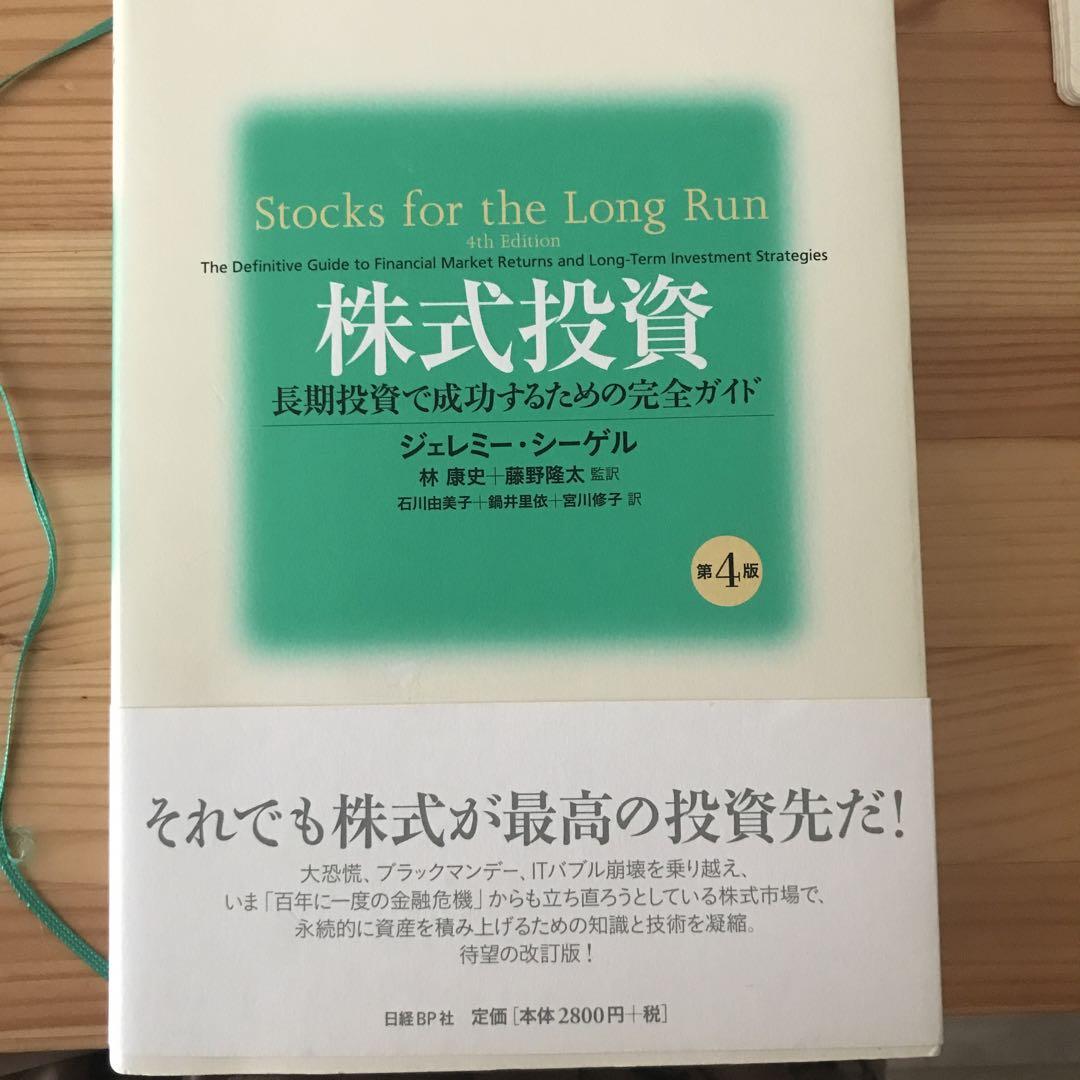 Stocks for the Long Run
4th Edition
The Definitive Guide to Financial Market Returns and Long-Term Investment Strategies
株式投資
長期投資で成功するための完全ガイド
ジェレミー・シーゲル
林 康史+藤野隆太 監訳
石川由美子+鍋井里依+宮川修子 訳
第4版
それでも株式が最高の投資先だ!
大恐慌、ブラックマンデー、ITバブル崩壊を乗り越え、
いま「百年に一度の金融危機」からも立ち直ろうとしている株式市場で、
永続的に資産を積み上げるための知識と技術を凝縮。
待望の改訂版!
日経BP社 定価[本体2800円+税]